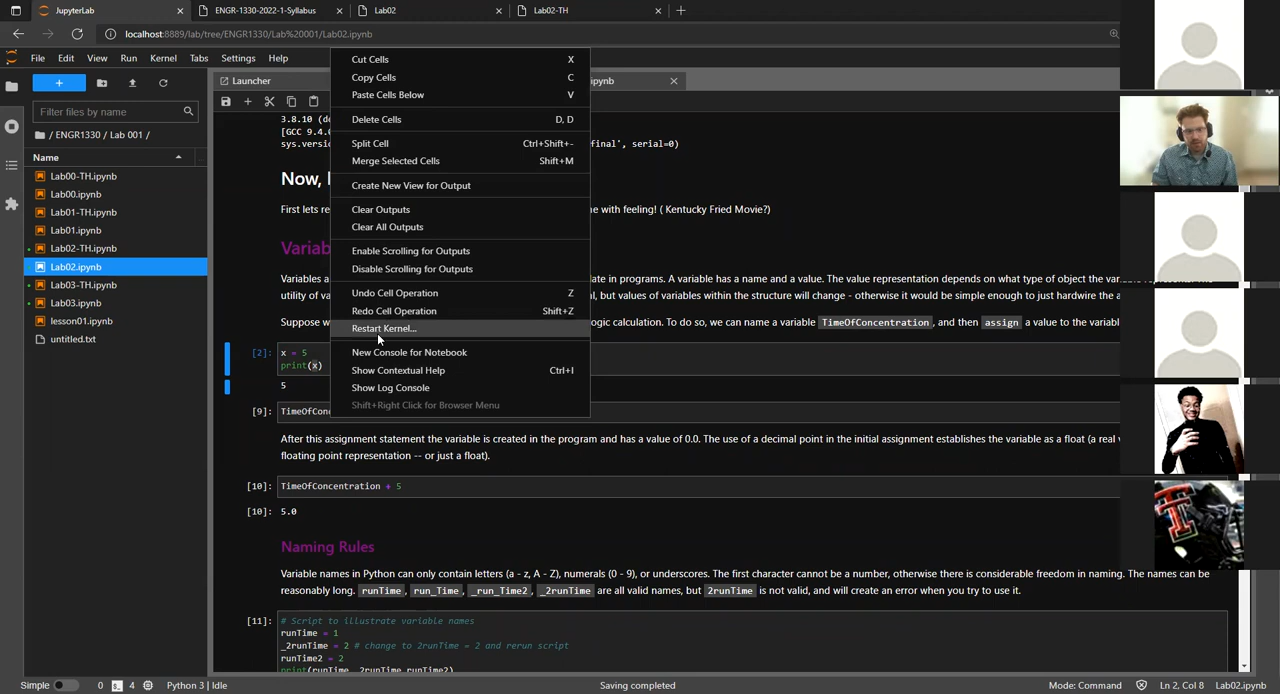 JupyterLab
ENGR-1330-2022-1-Syllabus
Lab02
Lab02-TH
localhost:8889/lab/tree/ENGR1330/Lab%20001/Lab02.ipynb
File Edit View Run Kernel Tabs Settings Help
Launcher
ipynb
Filter files by name
/ ENGR1330 / Lab 001 /
Name
Lab00-TH.ipynb
Lab00.ipynb
Lab01-TH.ipynb
Lab01.ipynb
Lab02-TH.ipynb
Lab02.ipynb
Lab03-TH.ipynb
Lab03.ipynb
lesson01.ipynb
untitled.txt
Cut Cells X
Copy Cells C
Paste Cells Below V
Delete Cells D, D
Split Cell Ctrl+Shift+-
Merge Selected Cells Shift+M
Create New View for Output
Clear Outputs
Clear All Outputs
Enable Scrolling for Outputs
Disable Scrolling for Outputs
Undo Cell Operation Z
Redo Cell Operation Shift+Z
Restart Kernel...
New Console for Notebook
Show Contextual Help Ctrl+I
Show Log Console
Shift+Right Click for Browser Menu
3.8.10 (de
[GCC 9.4.0
sys.versio final', serial=0)
Now,
First lets re me with feeling! ( Kentucky Fried Movie?)
Variab
Variables a late in programs. A variable has a name and a value. The value representation depends on what type of object the
utility of va l, but values of variables within the structure will change - otherwise it would be simple enough to just hardwire the
Suppose w ogic calculation. To do so, we can name a variable TimeOfConcentration, and then assign a value to the variabl
[2]: x = 5
print(x)
5
[9]: TimeOfConc
After this assignment statement the variable is created in the program and has a value of 0.0. The use of a decimal point in the initial assignment establishes the variable as a float (a real v
floating point representation -- or just a float).
[10]: TimeOfConcentration + 5
[10]: 5.0
Naming Rules
Variable names in Python can only contain letters (a - z, A - Z), numerals (0 - 9), or underscores. The first character cannot be a number, otherwise there is considerable freedom in naming. The names can be
reasonably long. runTime, run_Time, _run_Time2, _2runTime are all valid names, but 2runTime is not valid, and will create an error when you try to use it.
[11]: # Script to illustrate variable names
runTime = 1
_2runTime = 2 # change to 2runTime = 2 and rerun script
runTime2 = 2
print(runTime, _2runTime, runTime2)
Simple 0 4 Python 3 | Idle Saving completed Mode: Command Ln 2, Col 8 Lab02.ipynb